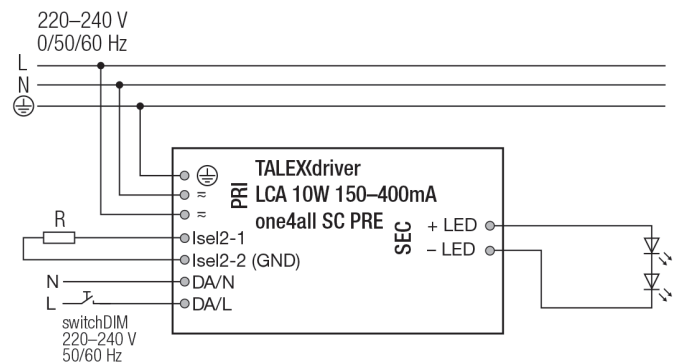 220–240 V
0/50/60 Hz
L
N
TALEXXdriver
LCA 10W 150–400mA
one4all SC PRE
PRI
≂
≂
SEC
+ LED
– LED
R
Isel2-1
Isel2-2 (GND)
N
DA/N
L
DA/L
switchDIM
220–240 V
50/60 Hz